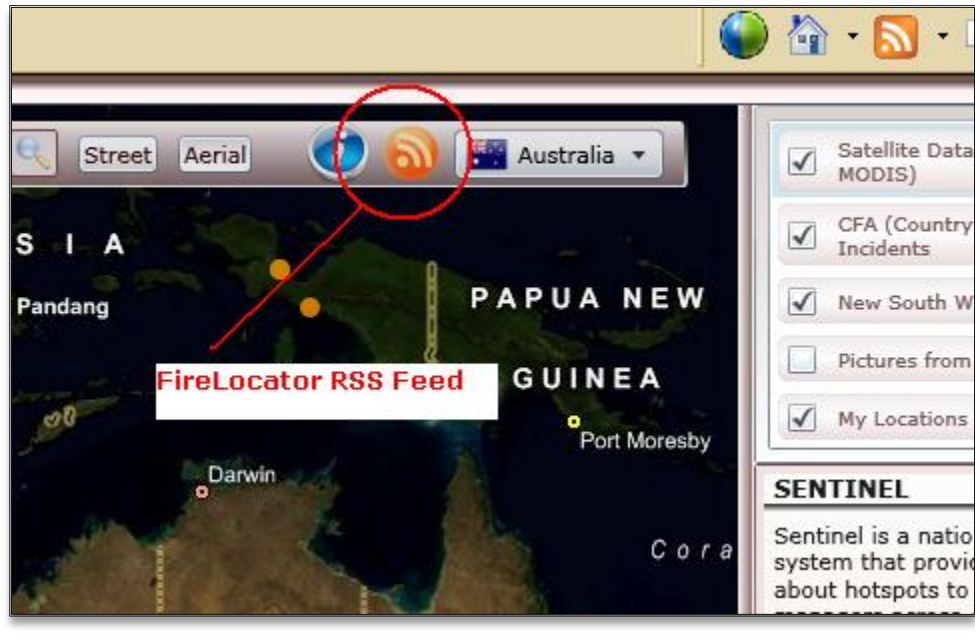 Street Aerial Australia
S I A
Pandang
PAPUA NEW
GUINEA
FireLocator RSS Feed
Port Moresby
Darwin
Cora
Satellite Data
MODIS)
CFA (Country
Incidents
New South W
Pictures from
My Locations
SENTINEL
Sentinel is a natio
system that provid
about hotspots to